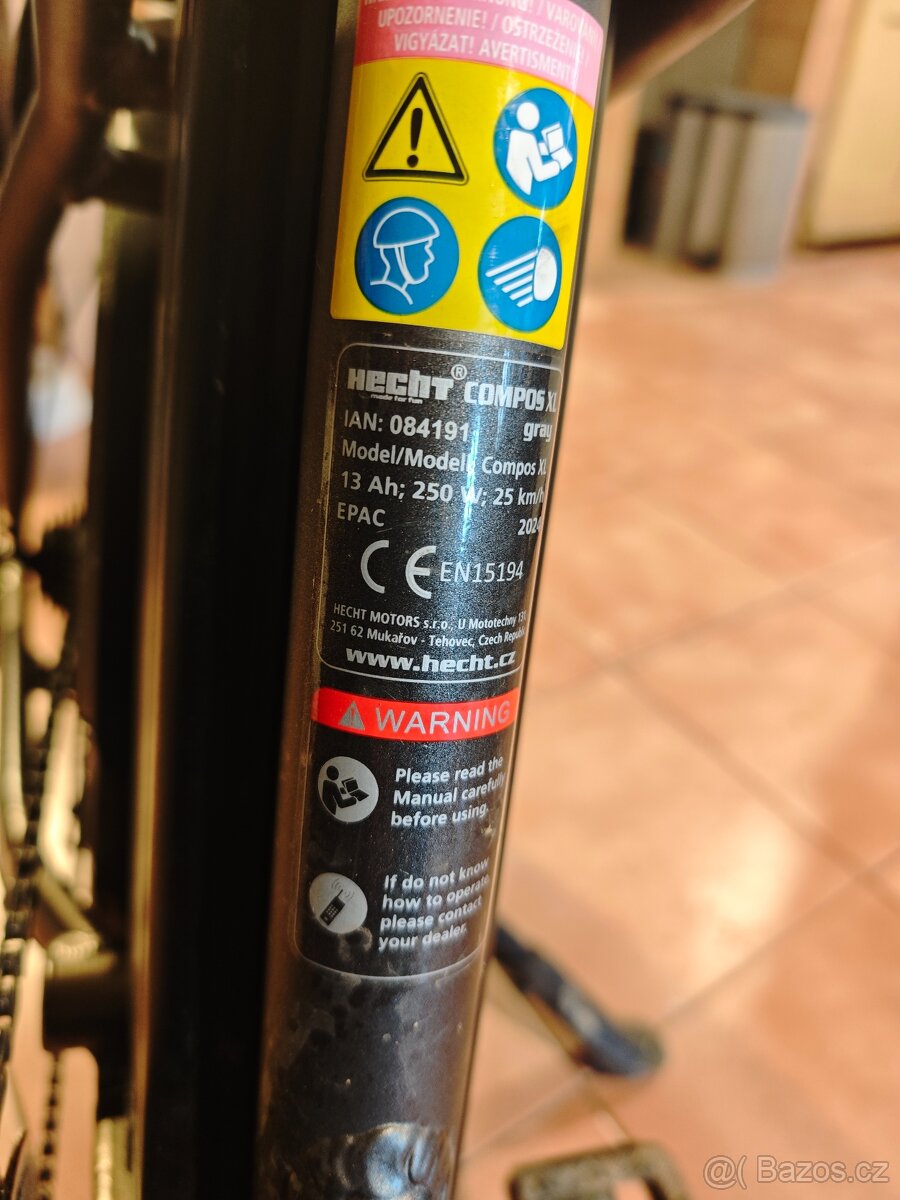 UPOZORNENIE! / OSTRZEŻENIE!
VIGYÁZAT! AVERTISMENT!
HECHT® COMPOS XL
made for fun
gray
IAN: 084191
Model/Modell: Compos XL
13 Ah; 250 W; 25 km/h
EPAC
CE EN15194
HECHT MOTORS s.r.o., U Mototechny 131,
251 62 Mukařov - Tehovec, Czech Republic
www.hecht.cz
WARNING
Please read the
Manual carefully
before using.
If do not know
how to operate
please contact
your dealer.
@( Bazos.cz